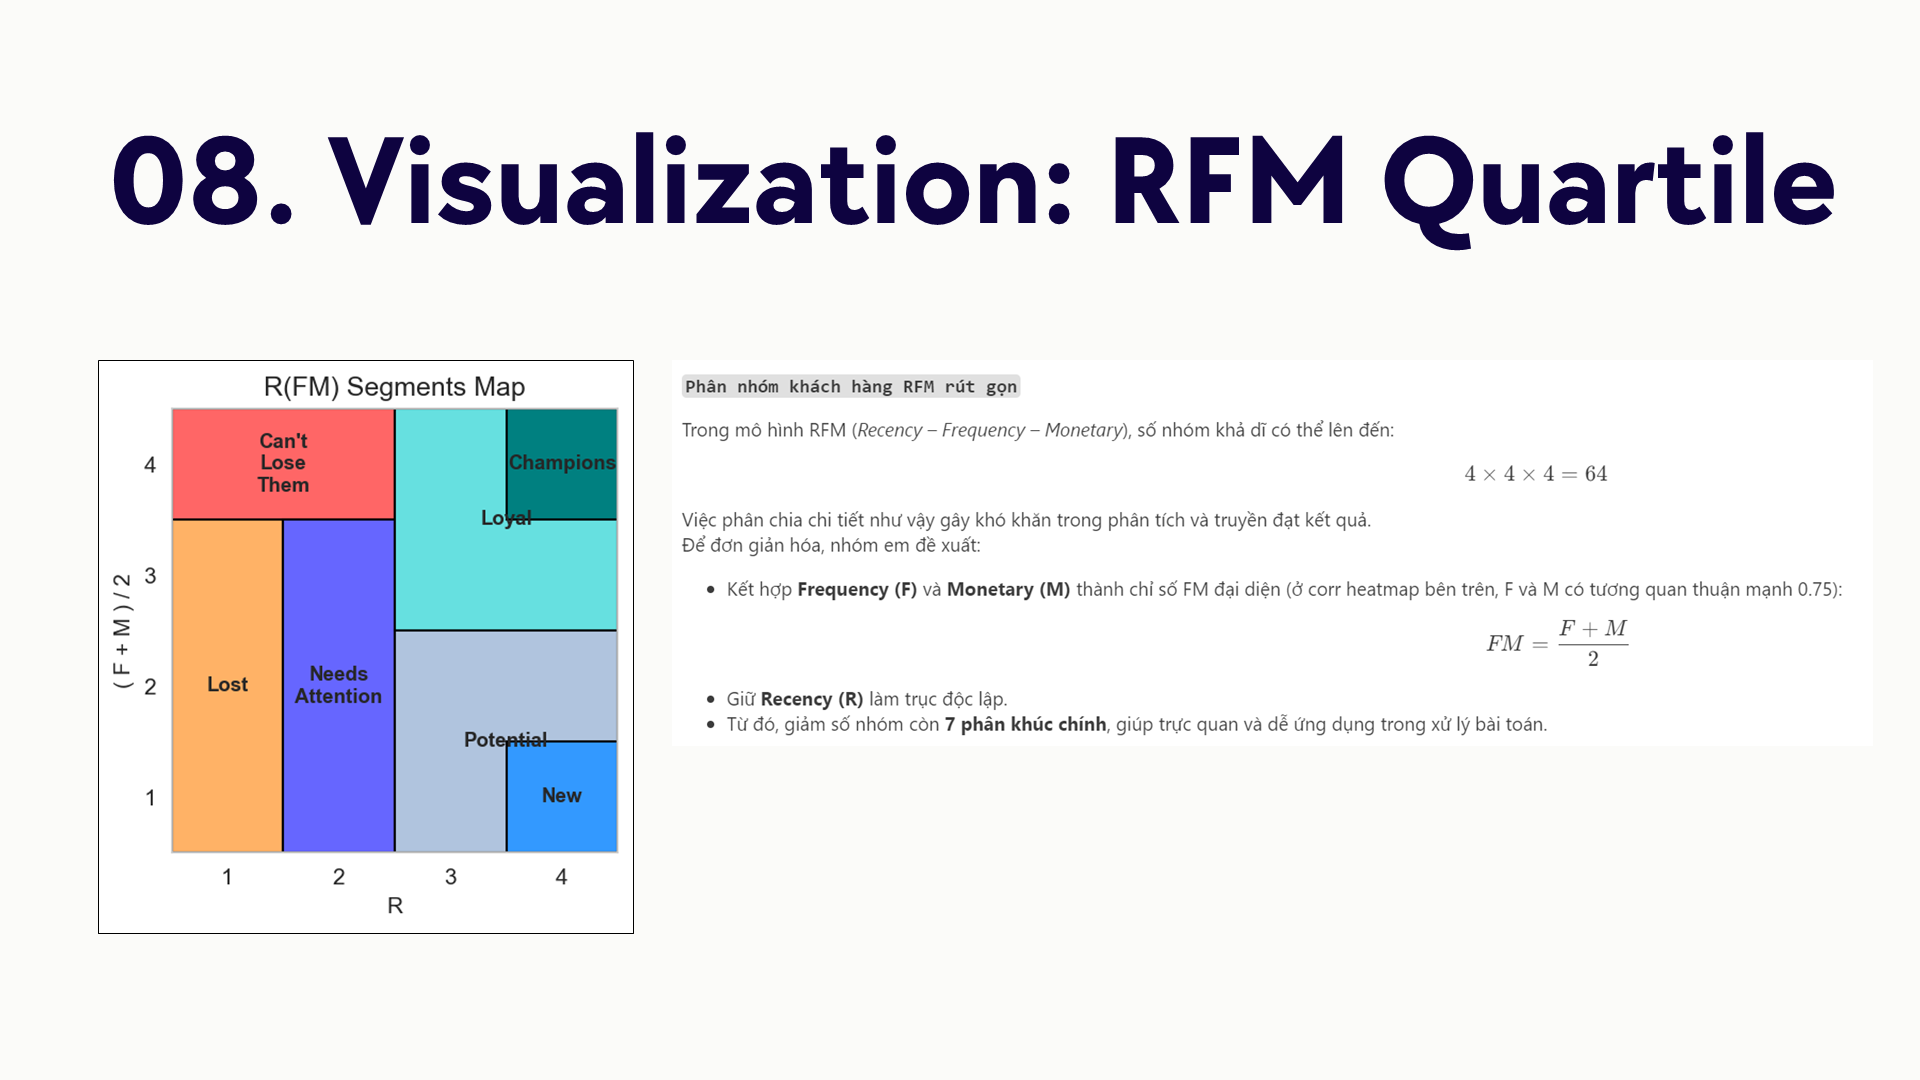 08. Visualization: RFM Quartile
R(FM) Segments Map
Can't
Lose
Them
Champions
Loyal
Lost
Needs
Attention
Potential
New
4
3
2
1
( F + M ) / 2
1 2 3 4
R
Phân nhóm khách hàng RFM rút gọn
Trong mô hình RFM (Recency – Frequency – Monetary), số nhóm khả dĩ có thể lên đến:
4 × 4 × 4 = 64
Việc phân chia chi tiết như vậy gây khó khăn trong phân tích và truyền đạt kết quả.
Để đơn giản hóa, nhóm em đề xuất:
• Kết hợp Frequency (F) và Monetary (M) thành chỉ số FM đại diện (ở corr heatmap bên trên, F và M có tương quan thuận mạnh 0.75):
FM = (F + M) / 2
• Giữ Recency (R) làm trục độc lập.
• Từ đó, giảm số nhóm còn 7 phân khúc chính, giúp trực quan và dễ ứng dụng trong xử lý bài toán.